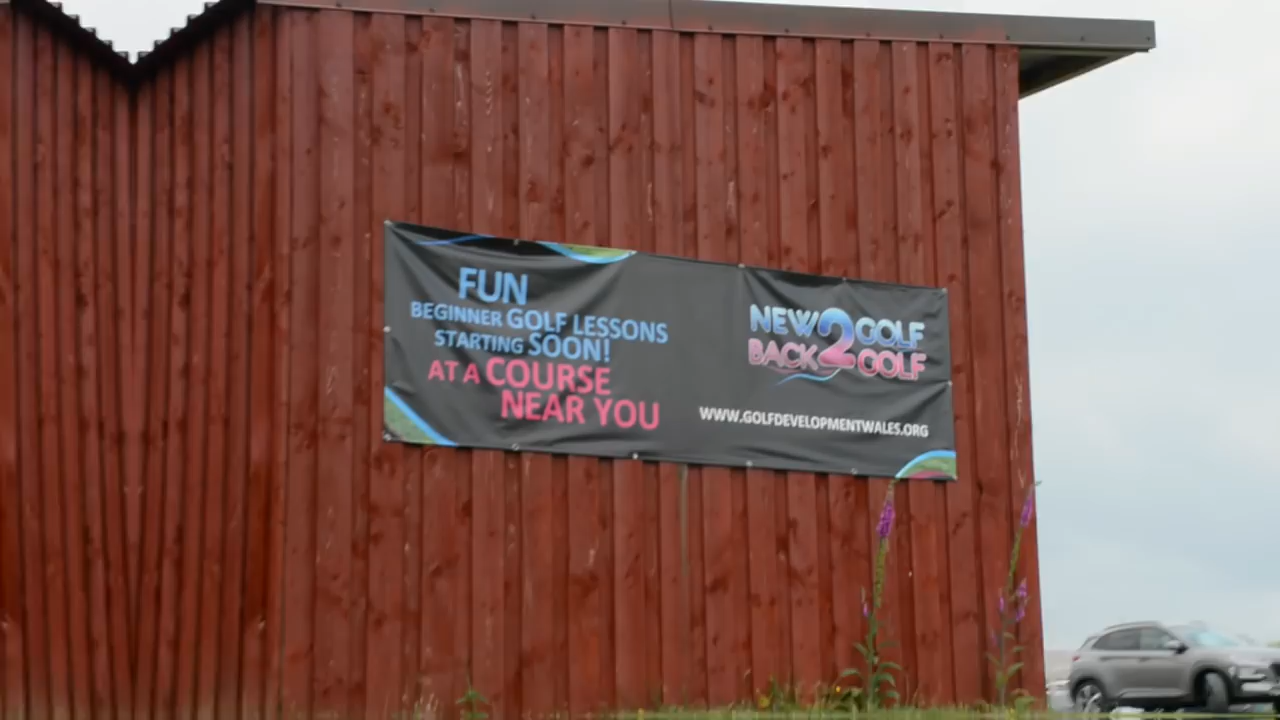 FUN
BEGINNER GOLF LESSONS
STARTING SOON!
AT A COURSE
NEAR YOU
NEW 2 GOLF
BACK GOLF
WWW.GOLFDEVELOPMENTWALES.ORG